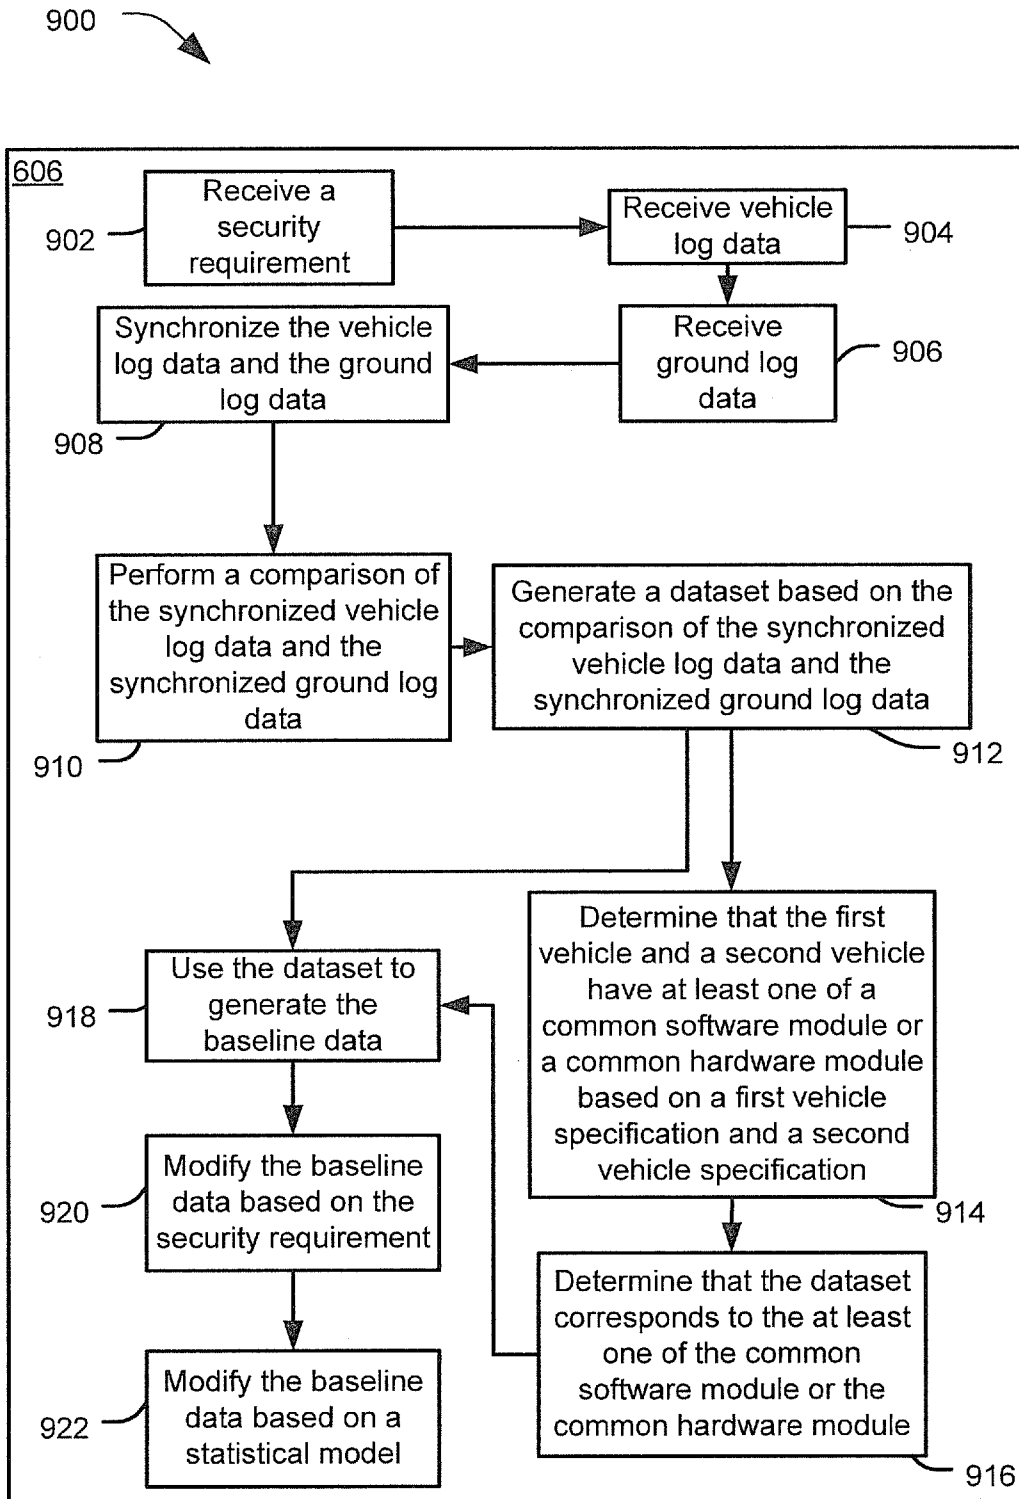 900
606
Receive a
security
requirement
902
Receive vehicle
log data
904
Receive
ground log
data
906
Synchronize the vehicle
log data and the ground
log data
908
Perform a comparison of
the synchronized vehicle
log data and the
synchronized ground log
data
910
Generate a dataset based on the
comparison of the synchronized
vehicle log data and the
synchronized ground log data
912
Determine that the first
vehicle and a second vehicle
have at least one of a
common software module or
a common hardware module
based on a first vehicle
specification and a second
vehicle specification
914
Determine that the dataset
corresponds to the at least
one of the common
software module or the
common hardware module
916
Use the dataset to
generate the
baseline data
918
Modify the baseline
data based on the
security requirement
920
Modify the baseline
data based on a
statistical model
922